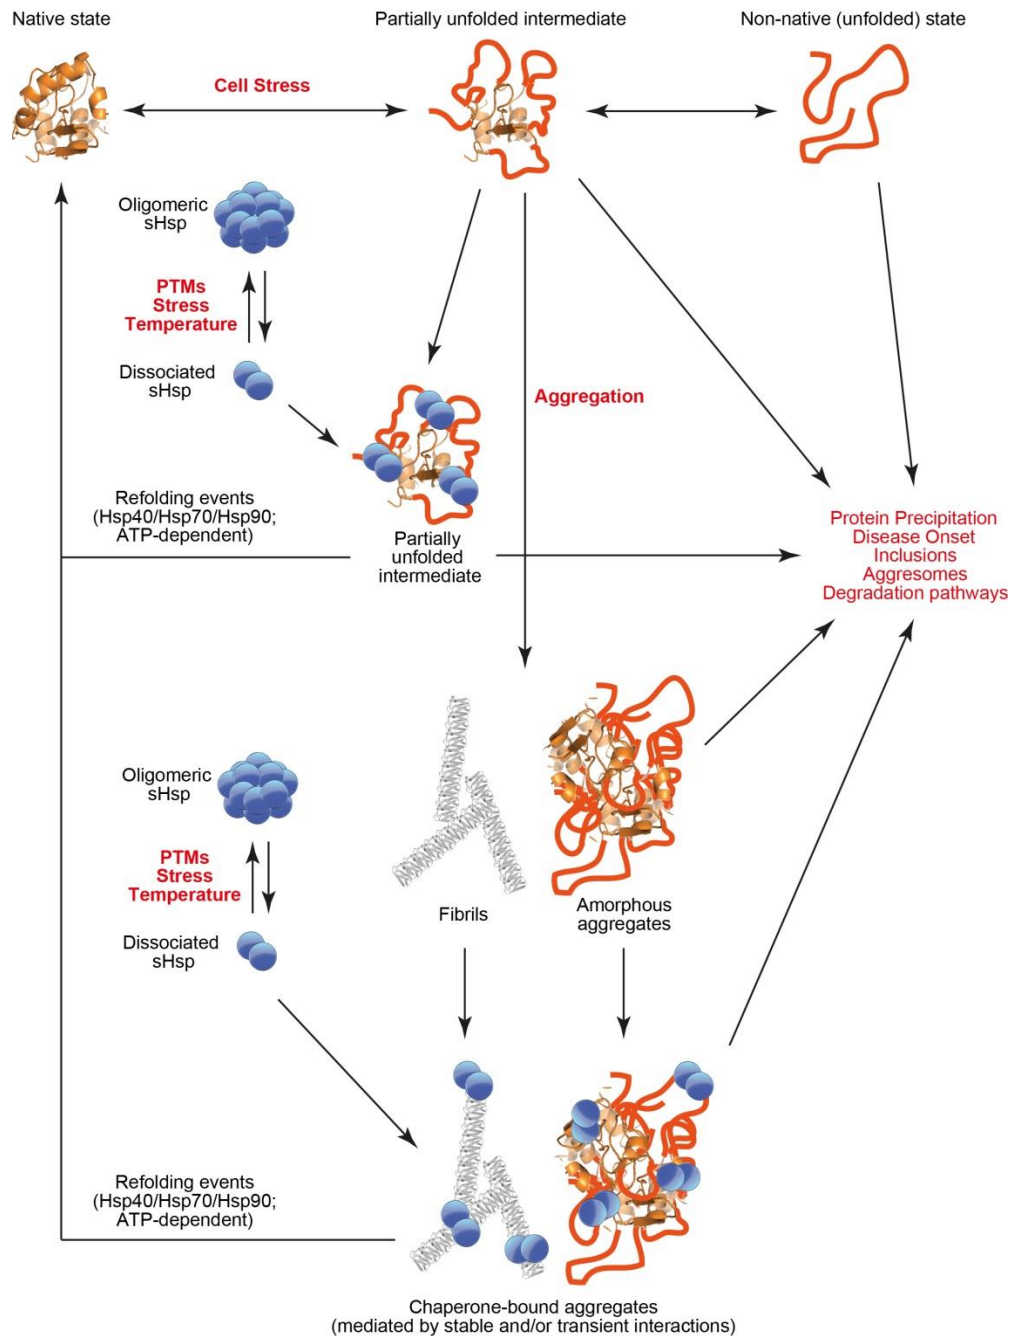 Native state
Partially unfolded intermediate
Non-native (unfolded) state
Cell Stress
Oligomeric
sHsp
PTMs
Stress
Temperature
Dissociated
sHsp
Aggregation
Refolding events
(Hsp40/Hsp70/Hsp90;
ATP-dependent)
Partially
unfolded
intermediate
Protein Precipitation
Disease Onset
Inclusions
Aggresomes
Degradation pathways
Oligomeric
sHsp
PTMs
Stress
Temperature
Dissociated
sHsp
Fibrils
Amorphous
aggregates
Refolding events
(Hsp40/Hsp70/Hsp90;
ATP-dependent)
Chaperone-bound aggregates
(mediated by stable and/or transient interactions)